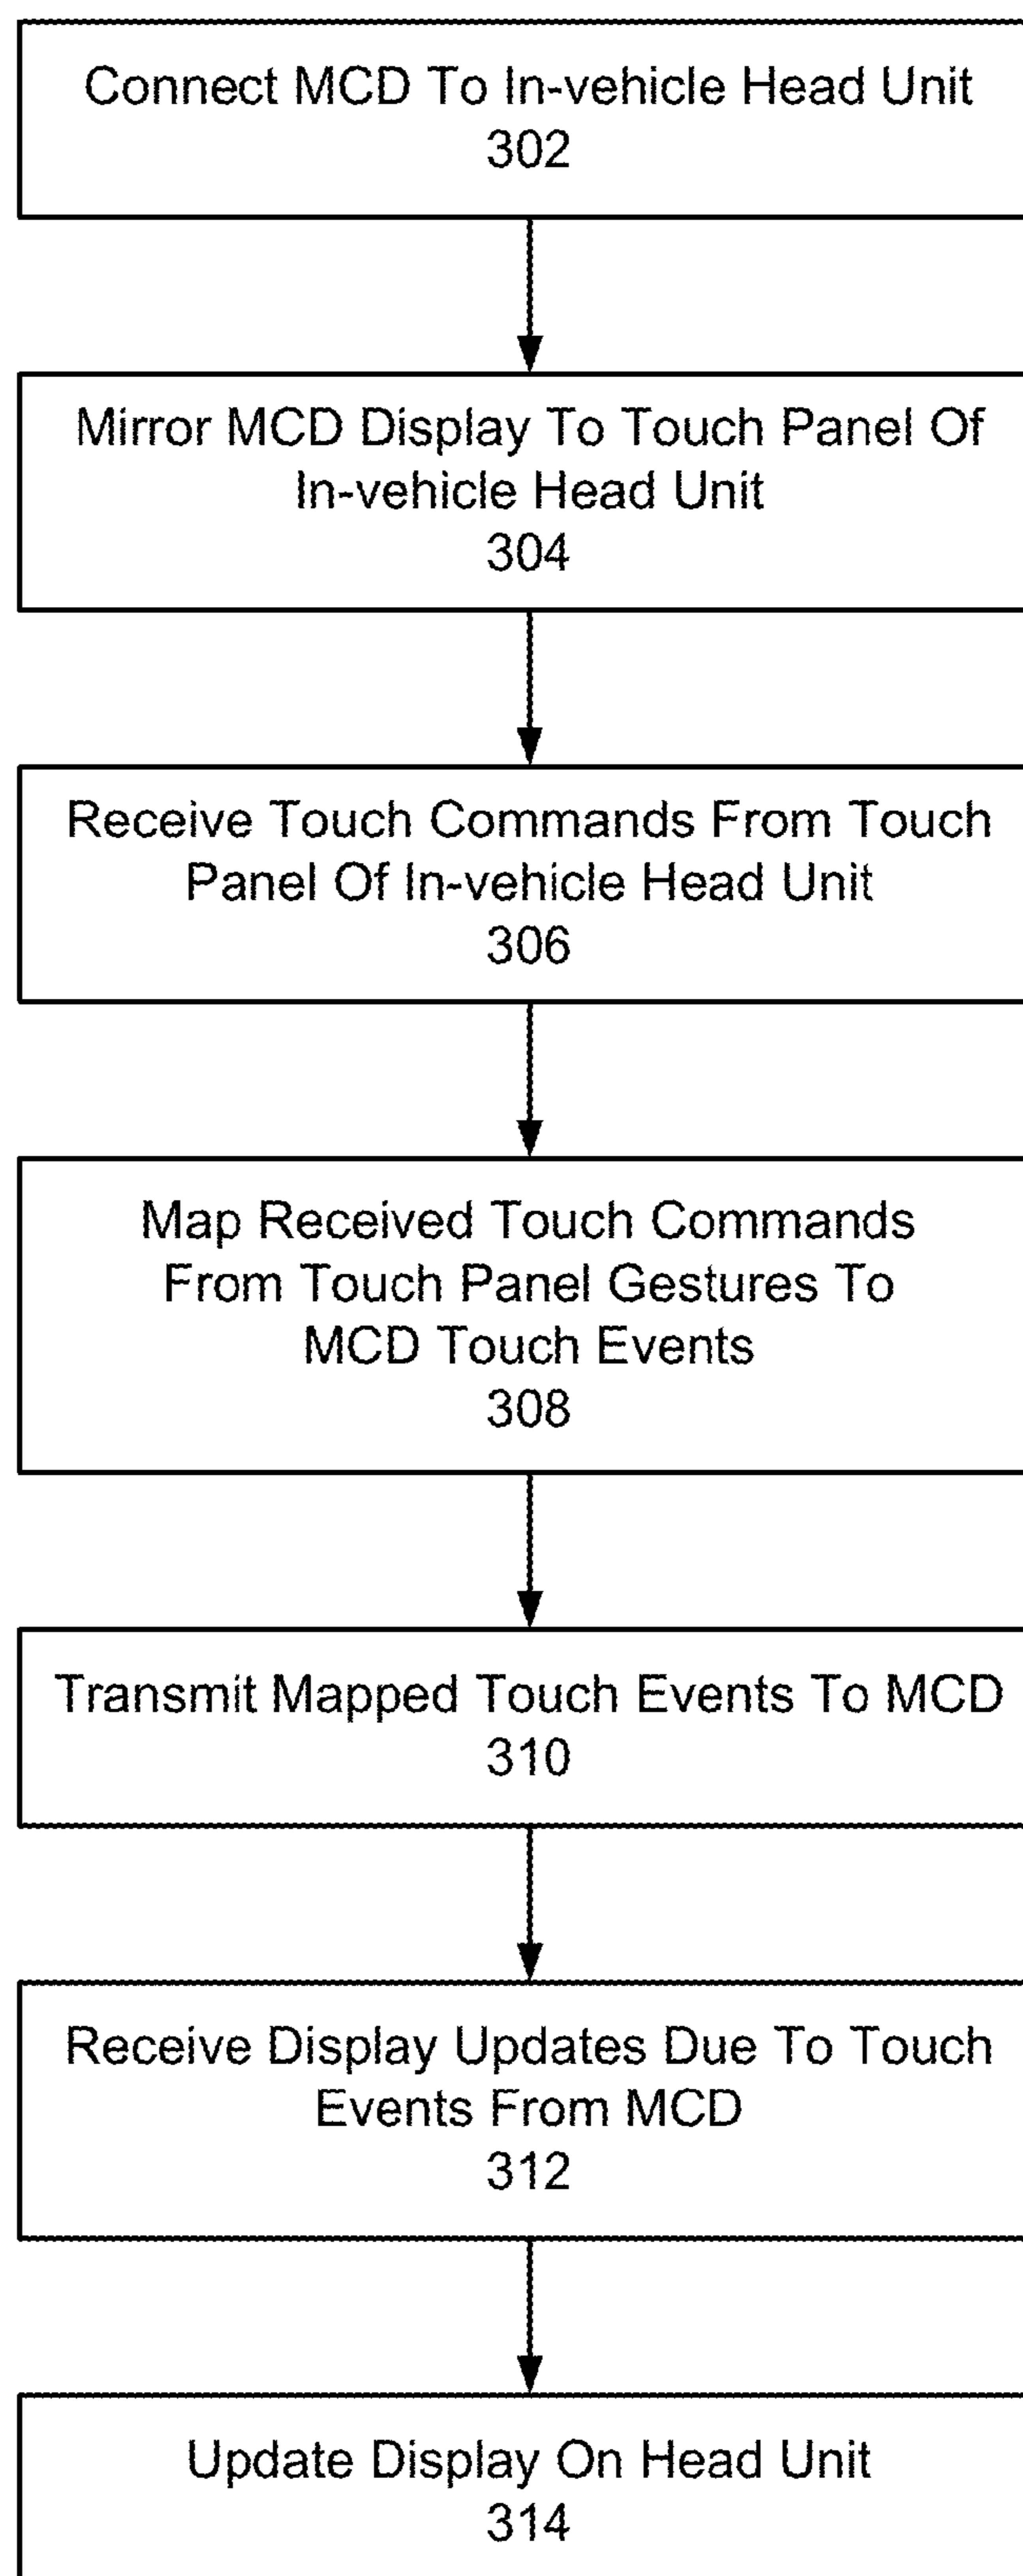 Connect MCD To In-vehicle Head Unit
302
Mirror MCD Display To Touch Panel Of
In-vehicle Head Unit
304
Receive Touch Commands From Touch
Panel Of In-vehicle Head Unit
306
Map Received Touch Commands
From Touch Panel Gestures To
MCD Touch Events
308
Transmit Mapped Touch Events To MCD
310
Receive Display Updates Due To Touch
Events From MCD
312
Update Display On Head Unit
314